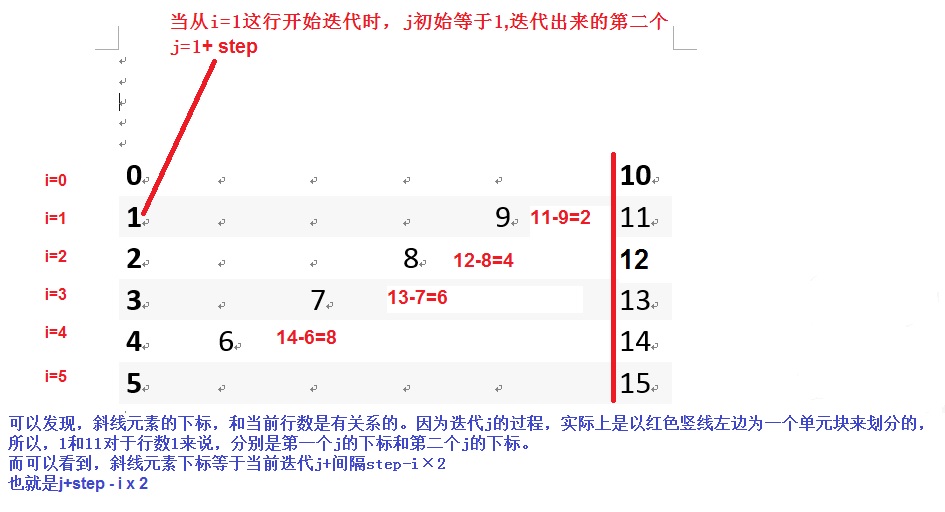 当从i=1这行开始迭代时，j初始等于1,迭代出来的第二个
j=1+ step
i=0 0 10
i=1 1 9 11-9=2 11
i=2 2 8 12-8=4 12
i=3 3 7 13-7=6 13
i=4 4 6 14-6=8 14
i=5 5 15
可以发现，斜线元素的下标，和当前行数是有关系的。因为迭代j的过程，实际上是以红色竖线左边为一个单元块来划分的，
所以，1和11对于行数1来说，分别是第一个j的下标和第二个j的下标。
而可以看到，斜线元素下标等于当前迭代j+间隔step-i×2
也就是j+step - i x 2